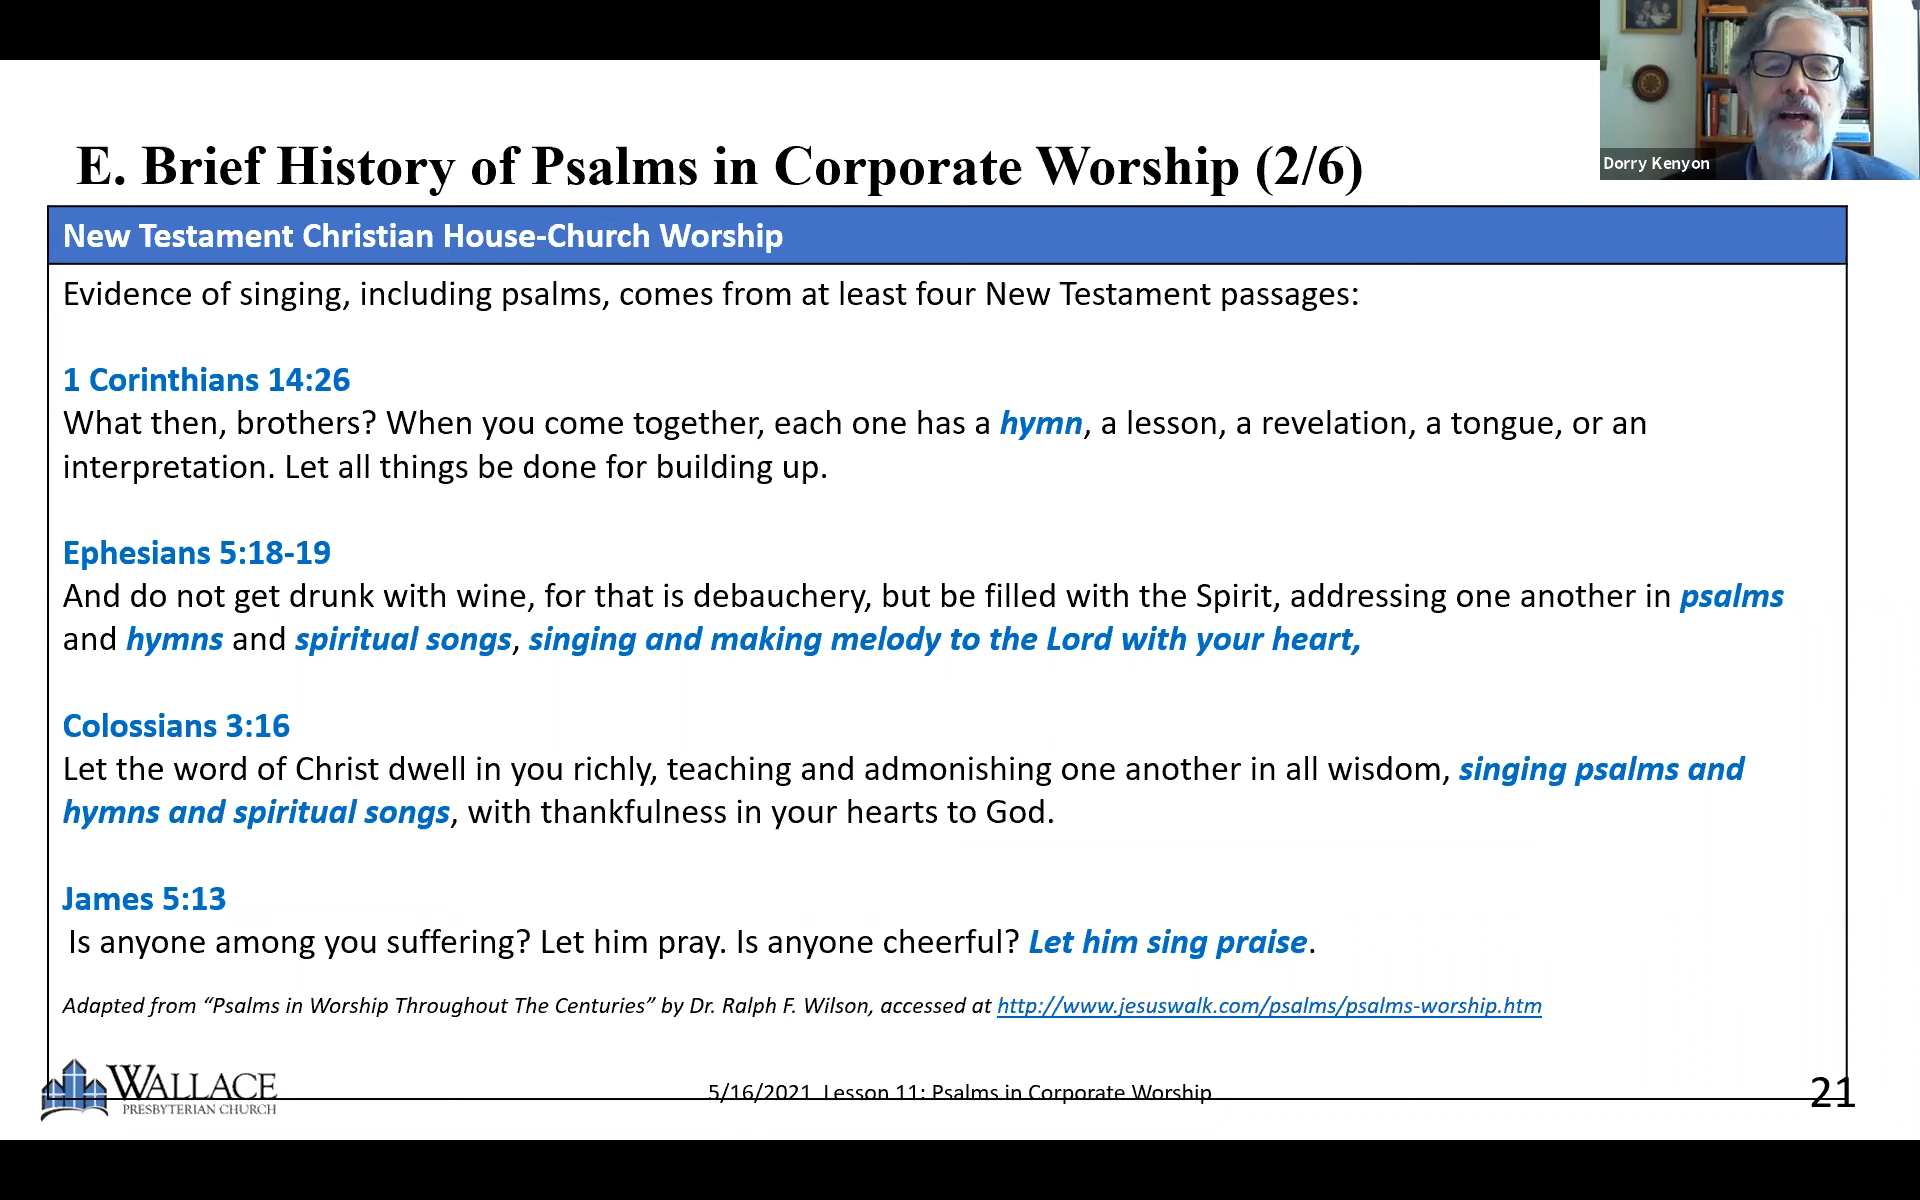 Dorry Kenyon
E. Brief History of Psalms in Corporate Worship (2/6)
New Testament Christian House-Church Worship
Evidence of singing, including psalms, comes from at least four New Testament passages:
1 Corinthians 14:26
What then, brothers? When you come together, each one has a hymn, a lesson, a revelation, a tongue, or an
interpretation. Let all things be done for building up.
Ephesians 5:18-19
And do not get drunk with wine, for that is debauchery, but be filled with the Spirit, addressing one another in psalms
and hymns and spiritual songs, singing and making melody to the Lord with your heart,
Colossians 3:16
Let the word of Christ dwell in you richly, teaching and admonishing one another in all wisdom, singing psalms and
hymns and spiritual songs, with thankfulness in your hearts to God.
James 5:13
Is anyone among you suffering? Let him pray. Is anyone cheerful? Let him sing praise.
Adapted from “Psalms in Worship Throughout The Centuries” by Dr. Ralph F. Wilson, accessed at http://www.jesuswalk.com/psalms/psalms-worship.htm
WALLACE
PRESBYTERIAN CHURCH
5/16/2021 Lesson 11: Psalms in Corporate Worship
21